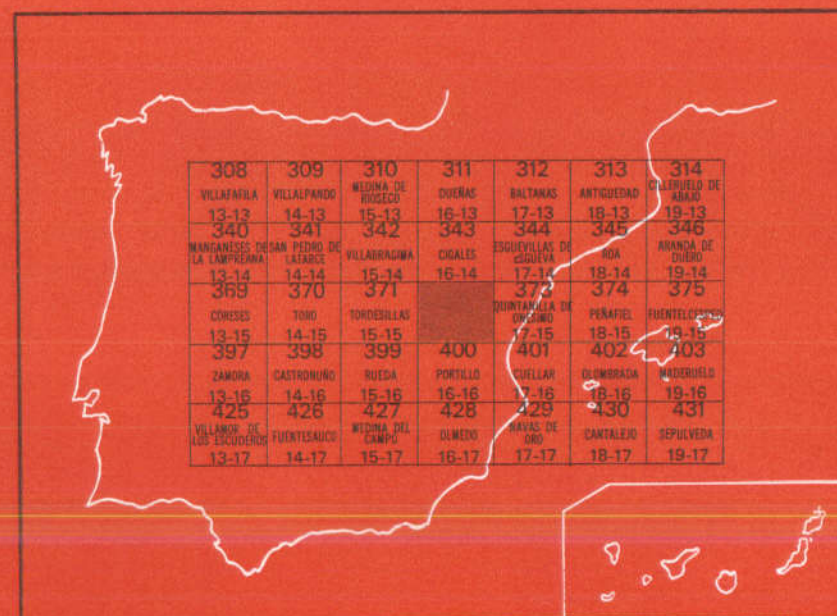 308 309 310 311 312 313 314
VILLAFAFILA VILLALPANDO MEDINA DE RIOSECO DUEÑAS BALTANAS ANTIGUEDAD CILLERUELO DE ABAJO
13-13 14-13 15-13 16-13 17-13 18-13 19-13
340 341 342 343 344 345 346
MANGANESES DE LA LAMPREANA SAN PEDRO DE LATARCE VILLABRAGIMA CIGALES ESGUEVILLAS DE ESGUEVA ROA ARANDA DE DUERO
13-14 14-14 15-14 16-14 17-14 18-14 19-14
369 370 371 373 374 375
CORESES TORO TORDESILLAS QUINTANILLA DE ONESIMO PEÑAFIEL
13-15 14-15 15-15 17-15 18-15 19-15
397 398 399 400 401 402 403
ZAMORA CASTRONUÑO RUEDA PORTILLO CUELLAR OLOMBRADA MADERUELO
13-16 14-16 15-16 16-16 17-16 18-16 19-16
425 426 427 428 429 430 431
VILLAMOR DE LOS ESCUDEROS FUENTESAUCO MEDINA DEL CAMPO OLMEDO NAVAS DE ORO CANTALEJO SEPULVEDA
13-17 14-17 15-17 16-17 17-17 18-17 19-17